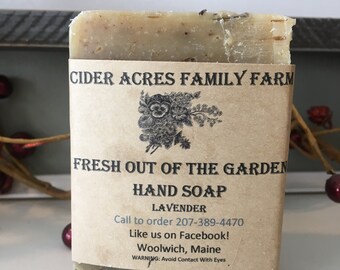 CIDER ACRES FAMILY FARM
FRESH OUT OF THE GARDEN
HAND SOAP
LAVENDER
Call to order 207-389-4470
Like us on Facebook!
Woolwich, Maine
WARNING: Avoid Contact With Eyes